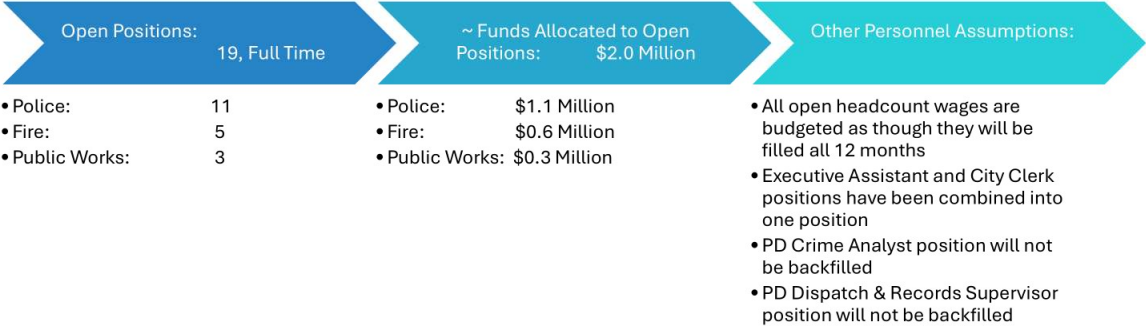 Open Positions:
19, Full Time
• Police: 11
• Fire: 5
• Public Works: 3
~ Funds Allocated to Open
Positions: $2.0 Million
• Police: $1.1 Million
• Fire: $0.6 Million
• Public Works: $0.3 Million
Other Personnel Assumptions:
• All open headcount wages are
budgeted as though they will be
filled all 12 months
• Executive Assistant and City Clerk
positions have been combined into
one position
• PD Crime Analyst position will not
be backfilled
• PD Dispatch & Records Supervisor
position will not be backfilled